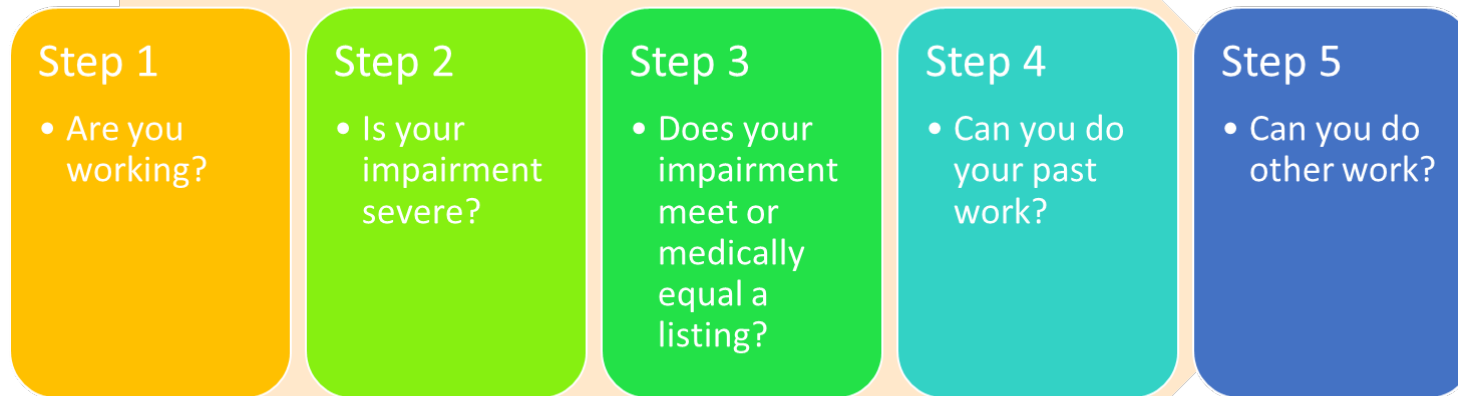 Step 1
• Are you
working?
Step 2
• Is your
impairment
severe?
Step 3
• Does your
impairment
meet or
medically
equal a
listing?
Step 4
• Can you do
your past
work?
Step 5
• Can you do
other work?